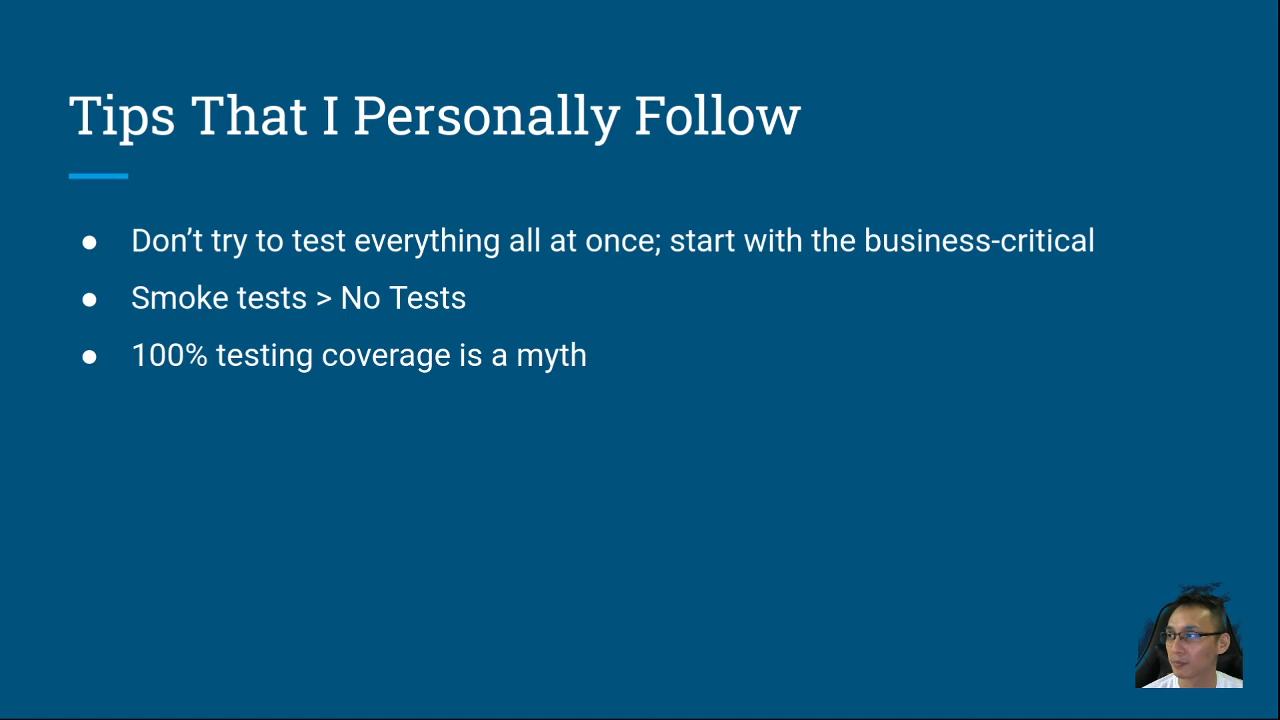 Tips That I Personally Follow
● Don’t try to test everything all at once; start with the business-critical
● Smoke tests > No Tests
● 100% testing coverage is a myth